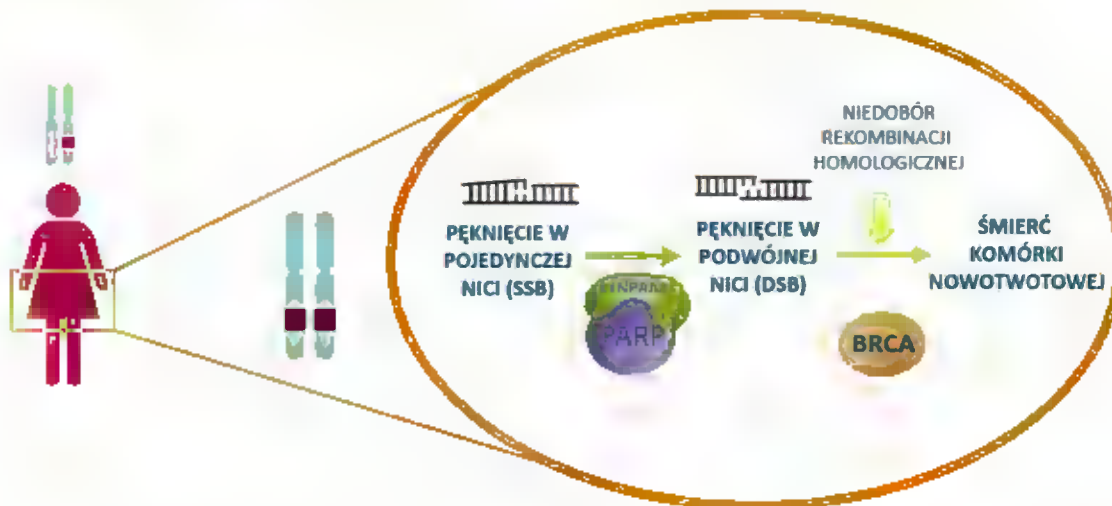 NIEDOBÓR
REKOMBINACJI
HOMOLOGICZNEJ
PĘKNIĘCIE W
POJEDYNCZEJ
NICI (SSB)
PARP
PĘKNIĘCIE W
PODWÓJNEJ
NICI (DSB)
BRCA
ŚMIERĆ
KOMÓRKI
NOWOTWOTOWEJ